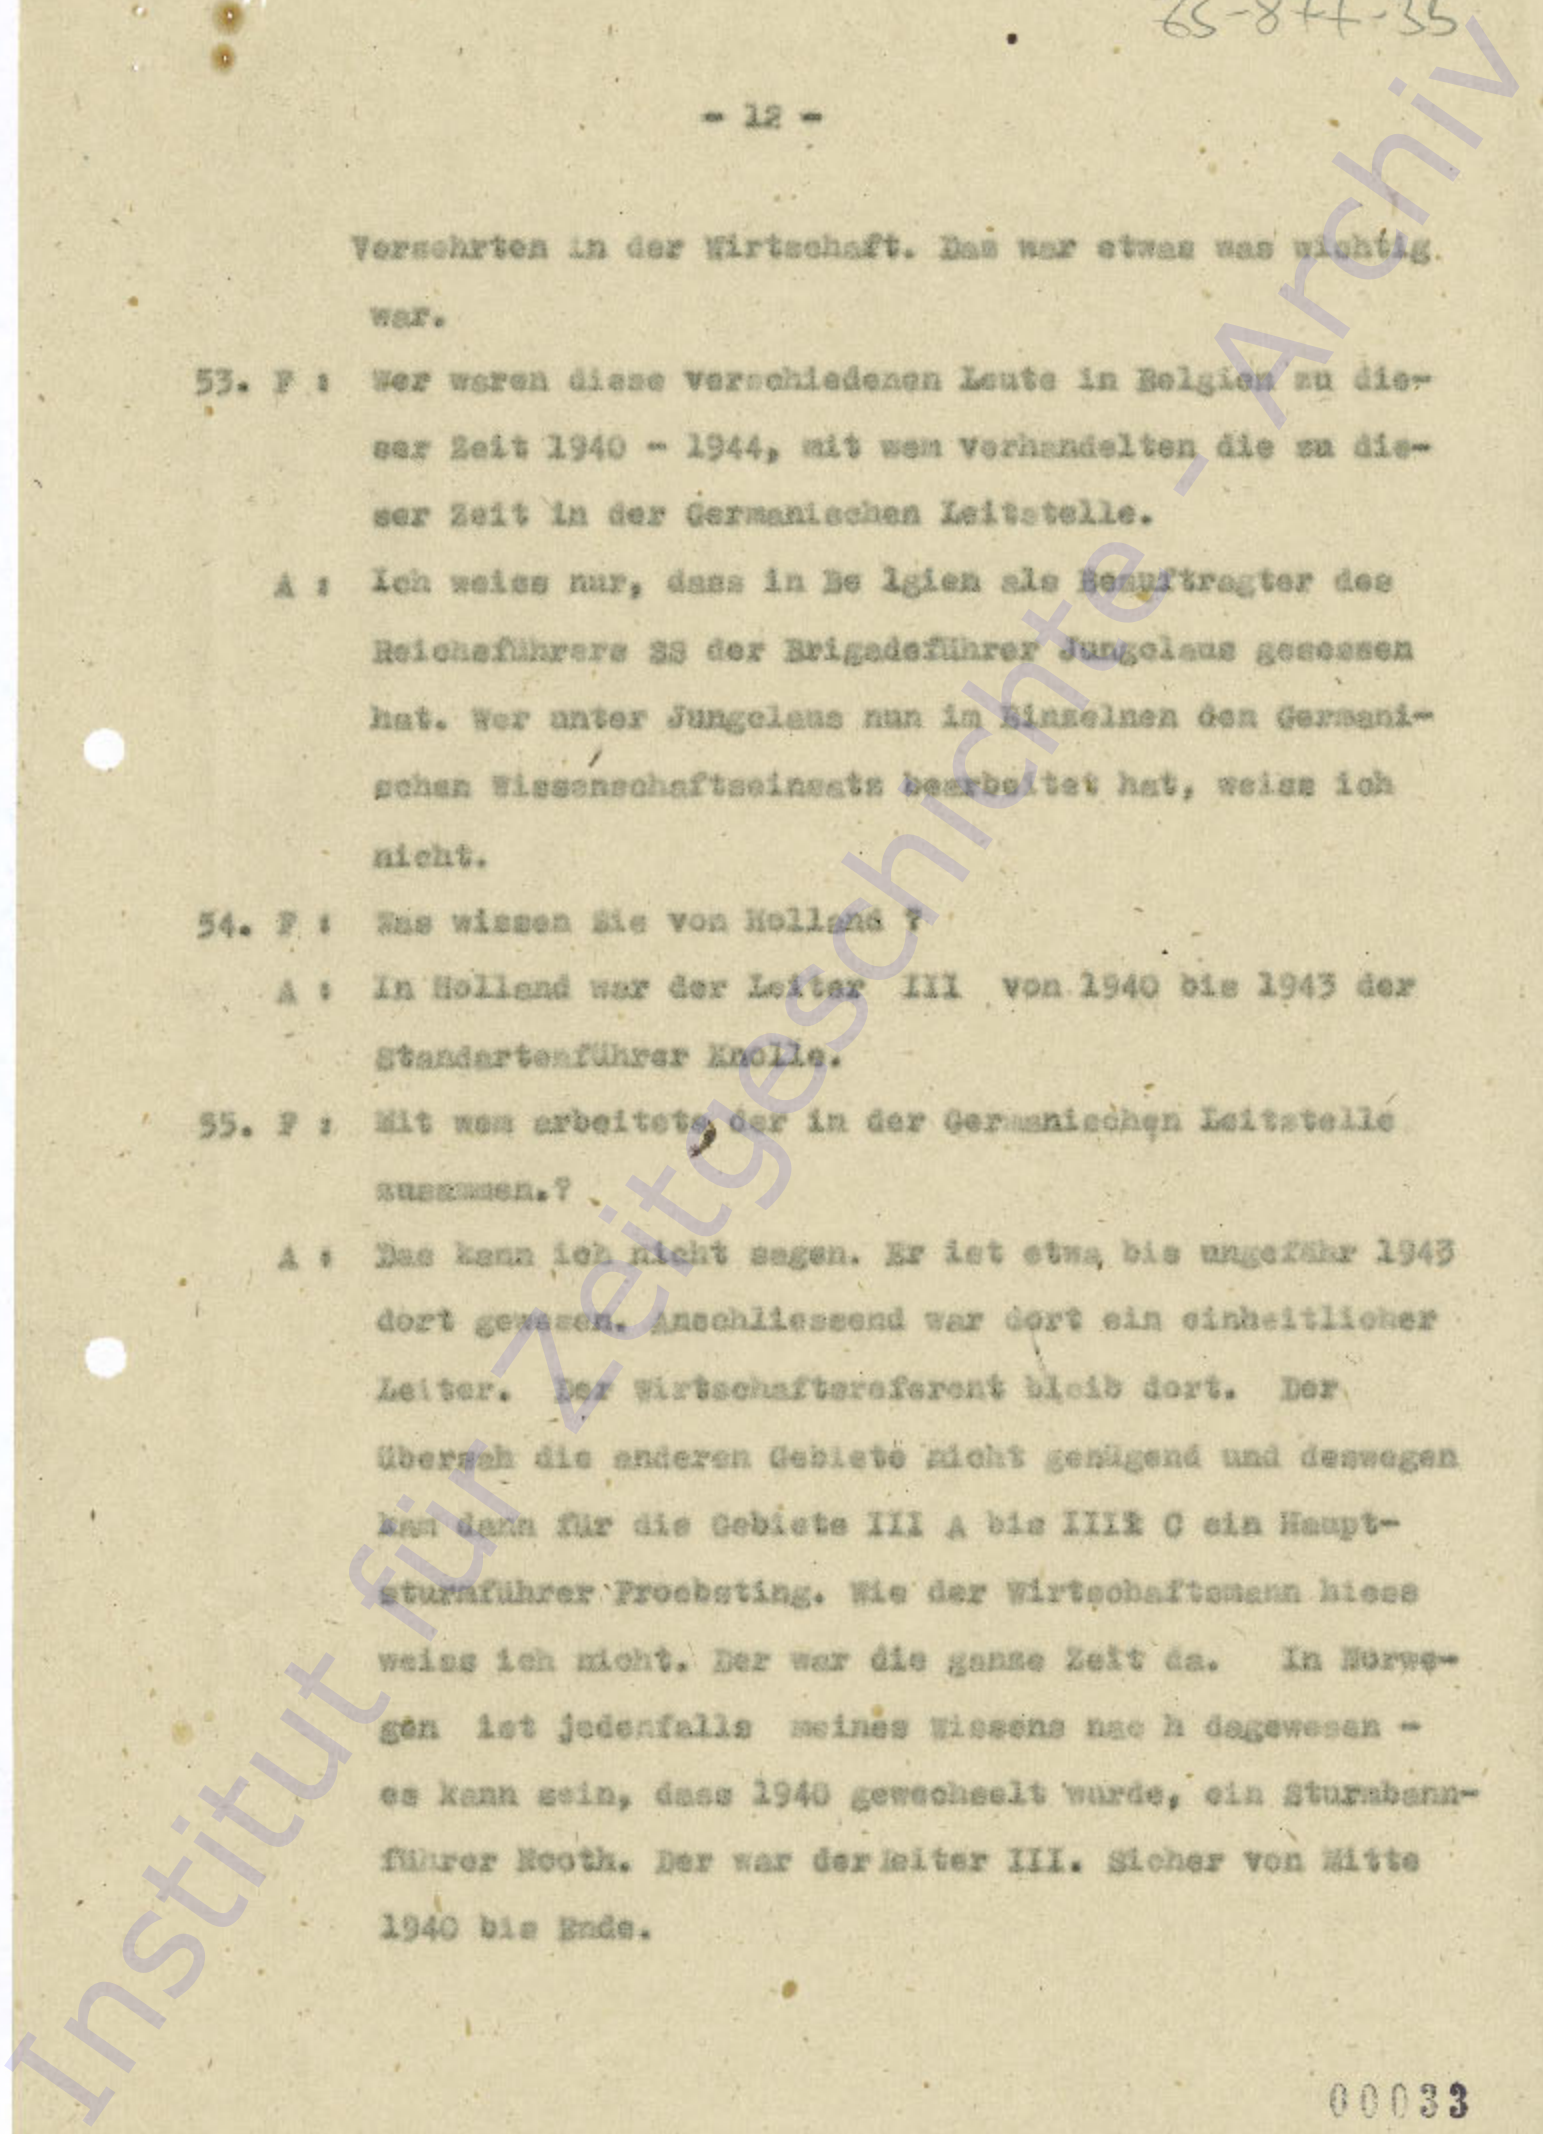 65-8++-35
- 12 -
Versehrten in der Wirtschaft. Das war etwas was wichtig
war.
53. F : Wer waren diese verschiedenen Leute in Belgien zu die-
ser Zeit 1940 - 1944, mit wem verhandelten die zu die-
ser Zeit in der Germanischen Leitstelle.
A : Ich weiss nur, dass in Be lgien als Beauftragter des
Reichsführers SS der Brigadeführer Jungclaus gesessen
hat. Wer unter Jungclaus nun im Einzelnen den Germani-
schen Wissenschaftseinsatz bearbeitet hat, weiss ich
nicht.
54. F : Was wissen Sie von Holland ?
A : In Holland war der Leiter III von 1940 bis 1943 der
Standartenführer Knolle.
55. F : Mit wem arbeitete der in der Germanischen Leitstelle
zusammen.?
A : Das kann ich nicht sagen. Er ist etwa bis ungefähr 1943
dort gewesen. Anschliessend war dort ein einheitlicher
Leiter. Der Wirtschaftsreferent bleib dort. Der
übersah die anderen Gebiete nicht genügend und deswegen
kam dann für die Gebiete III A bis III C ein Haupt-
sturmführer Proebsting. Wie der Wirtschaftsmann hiess
weiss ich nicht. Der war die ganze Zeit da. In Norwe-
gen ist jedenfalls meines Wissens nac h dagewesen -
es kann sein, dass 1940 gewechselt wurde, ein Sturmbann-
führer Nooth. Der war der Leiter III. Sicher von Mitte
1940 bis Ende.
00033
Institut für Zeitgeschichte - Archiv